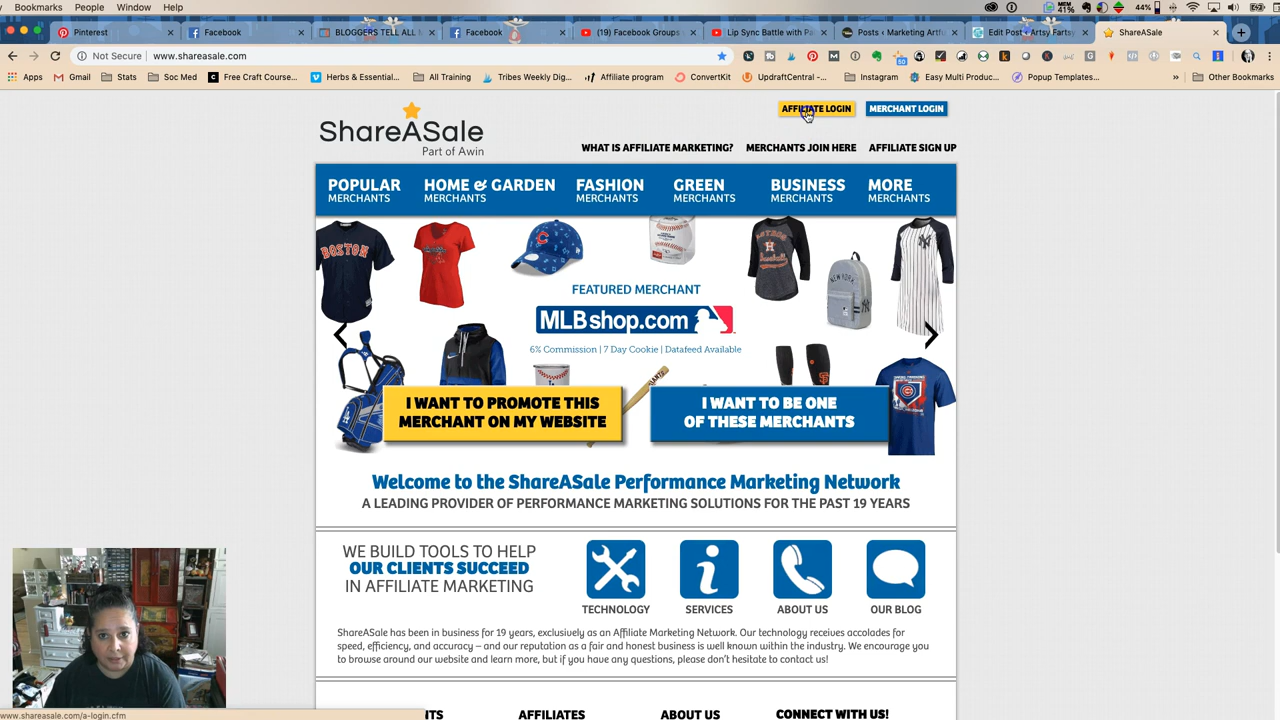 Bookmarks People Window Help
MEM 41% 44%
Pinterest Facebook BLOGGERS TELL ALL Facebook (19) Facebook Groups Lip Sync Battle with Posts ‹ Marketing Artfu Edit Post ‹ Artsy Farts ShareASale
Not Secure www.shareasale.com
Apps Gmail Stats Soc Med Free Craft Course... Herbs & Essential... All Training Tribes Weekly Dig... Affiliate program ConvertKit UpdraftCentral -... Instagram Easy Multi Produc... Popup Templates... » Other Bookmarks
AFFILIATE LOGIN MERCHANT LOGIN
ShareASale
Part of Awin
WHAT IS AFFILIATE MARKETING? MERCHANTS JOIN HERE AFFILIATE SIGN UP
POPULAR HOME & GARDEN FASHION GREEN BUSINESS MORE
MERCHANTS MERCHANTS MERCHANTS MERCHANTS MERCHANTS MERCHANTS
BOSTON
NEW YORK
FEATURED MERCHANT
MLBshop.com
6% Commission | 7 Day Cookie | Datafeed Available
I WANT TO PROMOTE THIS
MERCHANT ON MY WEBSITE
I WANT TO BE ONE
OF THESE MERCHANTS
Welcome to the ShareASale Performance Marketing Network
A LEADING PROVIDER OF PERFORMANCE MARKETING SOLUTIONS FOR THE PAST 19 YEARS
WE BUILD TOOLS TO HELP
OUR CLIENTS SUCCEED
IN AFFILIATE MARKETING
TECHNOLOGY SERVICES ABOUT US OUR BLOG
ShareASale has been in business for 19 years, exclusively as an Affiliate Marketing Network. Our technology receives accolades for
speed, efficiency, and accuracy – and our reputation as a fair and honest business is well known within the industry. We encourage you
to browse around our website and learn more, but if you have any questions, please don't hesitate to contact us!
www.shareasale.com/a-login.cfm
NTS AFFILIATES ABOUT US CONNECT WITH US!